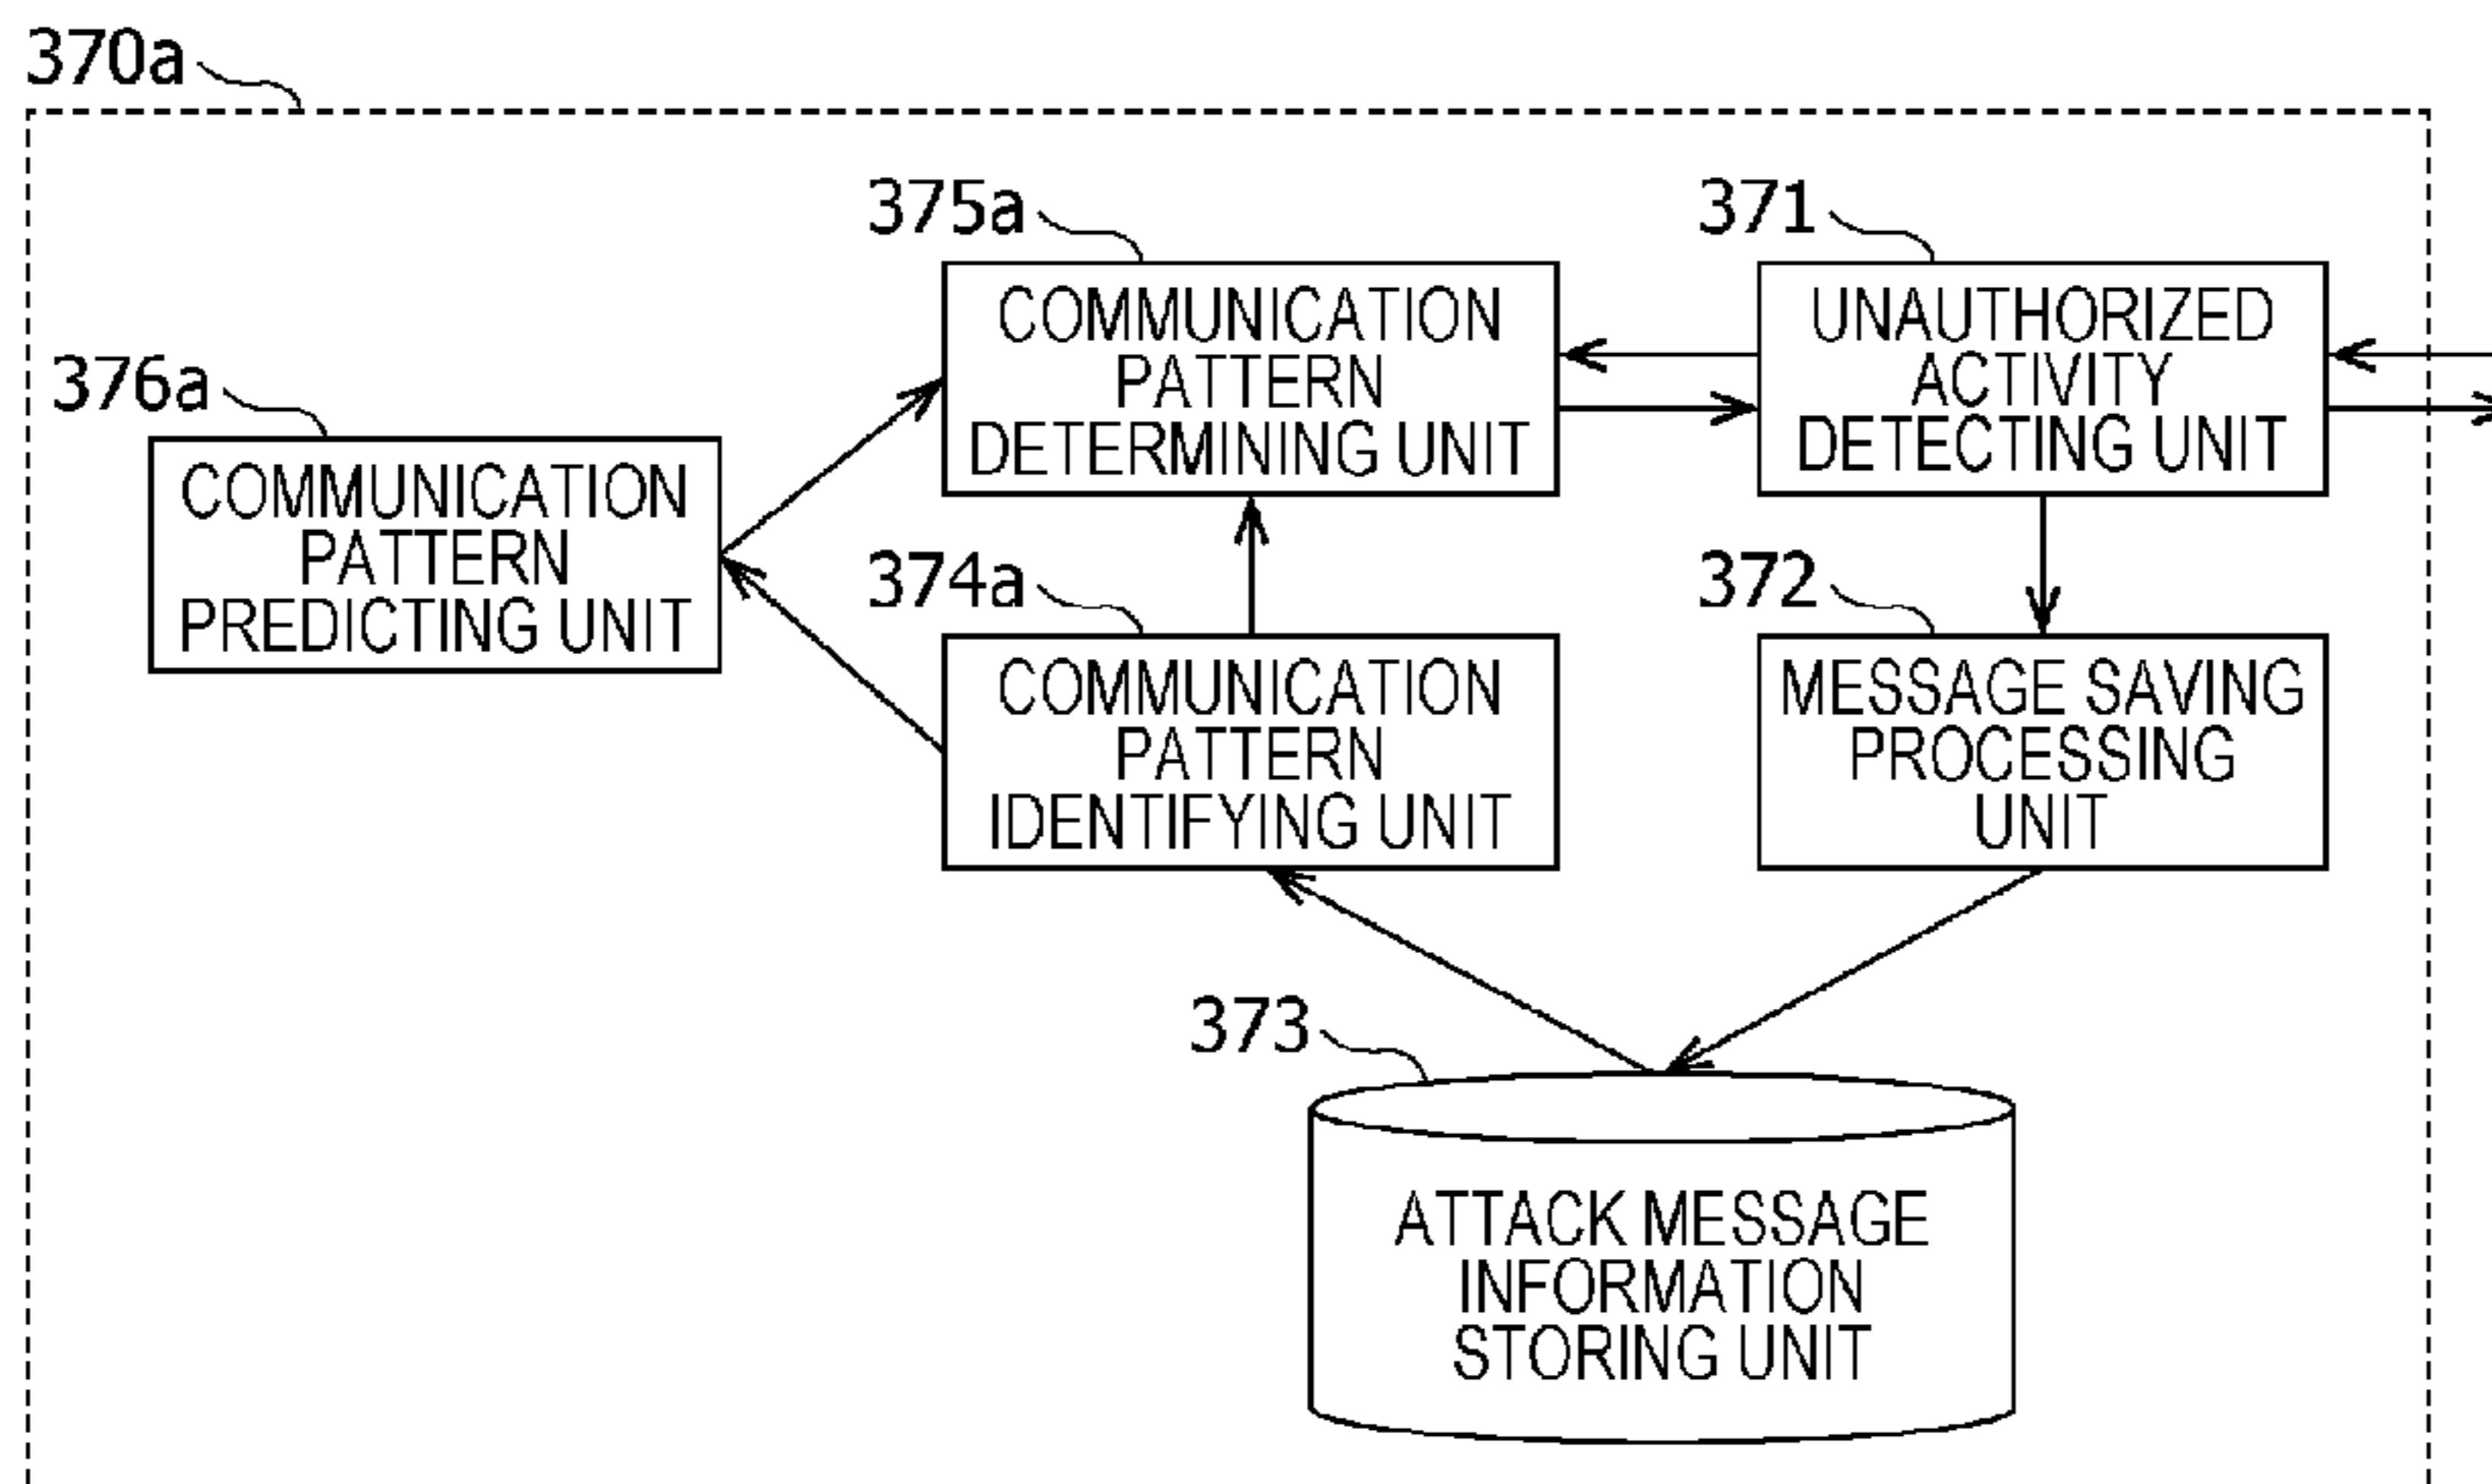 370a
375a
COMMUNICATION
PATTERN
DETERMINING UNIT
371
UNAUTHORIZED
ACTIVITY
DETECTING UNIT
376a
COMMUNICATION
PATTERN
PREDICTING UNIT
374a
COMMUNICATION
PATTERN
IDENTIFYING UNIT
372
MESSAGE SAVING
PROCESSING
UNIT
373
ATTACK MESSAGE
INFORMATION
STORING UNIT